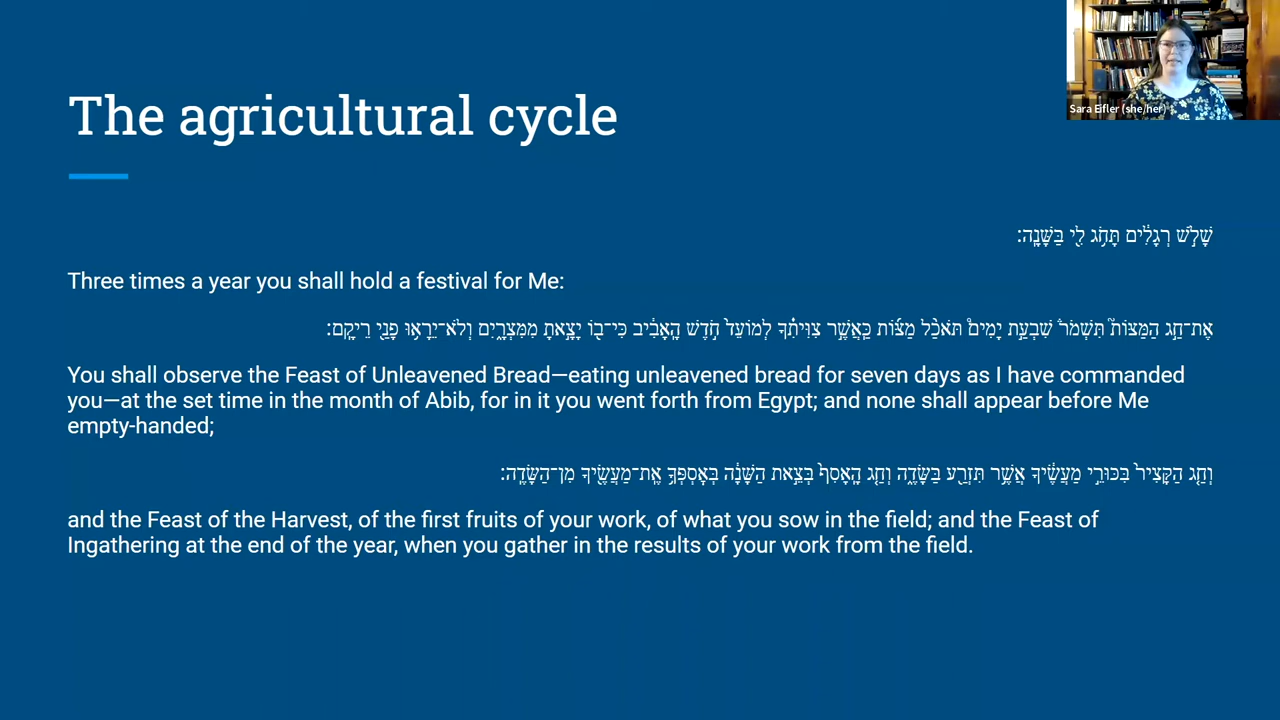 The agricultural cycle
Sara Eifler (she/her)
שָׁלֹ֣שׁ רְגָלִ֔ים תָּחֹ֥ג לִ֖י בַּשָּׁנָֽה׃
Three times a year you shall hold a festival for Me:
אֶת־חַ֣ג הַמַּצּוֹת֮ תִּשְׁמֹר֒ שִׁבְעַ֣ת יָמִים֩ תֹּאכַ֨ל מַצּ֜וֹת כַּֽאֲשֶׁ֣ר צִוִּיתִ֗ךָ לְמוֹעֵד֙ חֹ֣דֶשׁ הָֽאָבִ֔יב כִּי־ב֖וֹ יָצָ֣אתָ מִמִּצְרָ֑יִם וְלֹא־יֵרָא֥וּ פָנַ֖י רֵיקָֽם׃
You shall observe the Feast of Unleavened Bread—eating unleavened bread for seven days as I have commanded
you—at the set time in the month of Abib, for in it you went forth from Egypt; and none shall appear before Me
empty-handed;
וְחַ֤ג הַקָּצִיר֙ בִּכּוּרֵ֣י מַעֲשֶׂ֔יךָ אֲשֶׁ֥ר תִּזְרַ֖ע בַּשָּׂדֶ֑ה וְחַ֤ג הָֽאָסִף֙ בְּצֵ֣את הַשָּׁנָ֔ה בְּאׇסְפְּךָ֥ אֶֽת־מַעֲשֶׂ֖יךָ מִן־הַשָּׂדֶֽה׃
and the Feast of the Harvest, of the first fruits of your work, of what you sow in the field; and the Feast of
Ingathering at the end of the year, when you gather in the results of your work from the field.